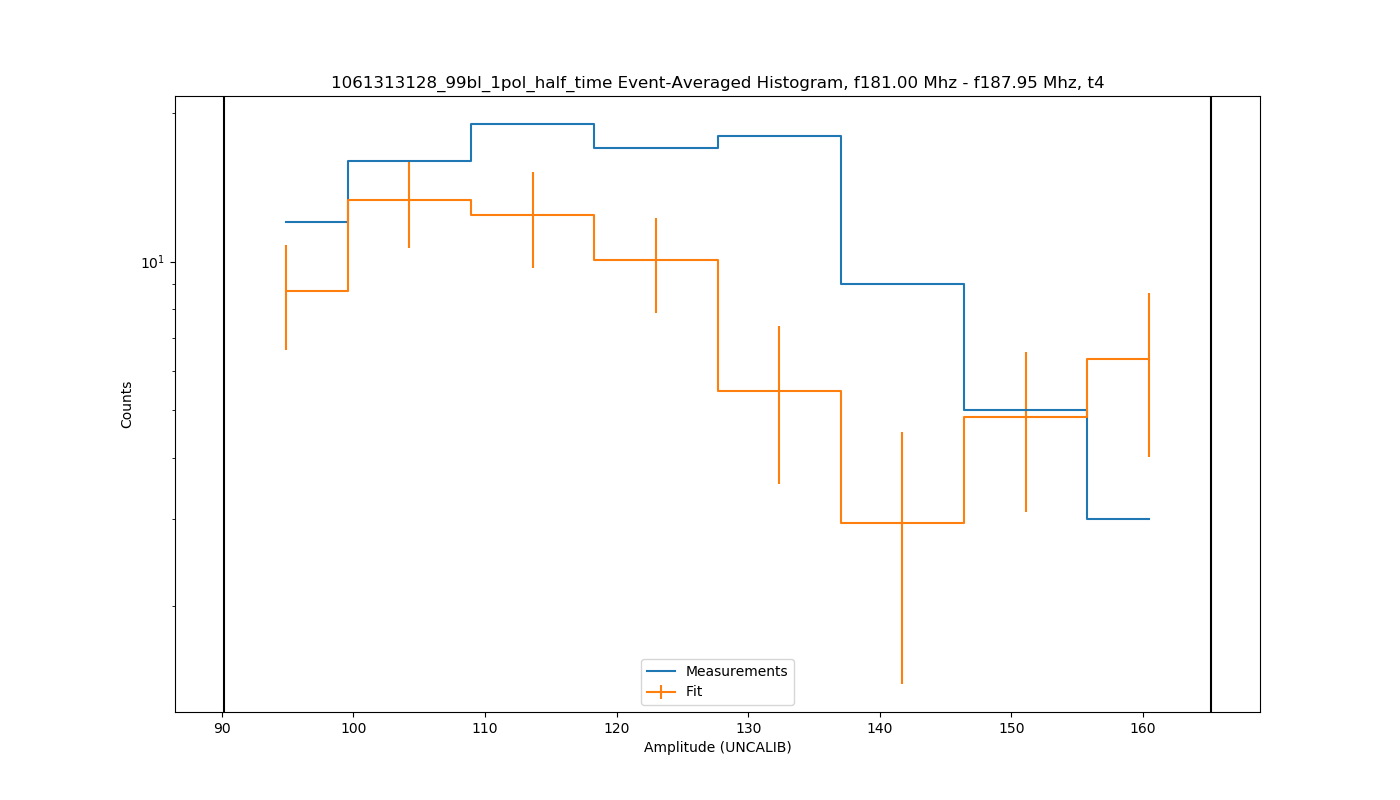 1061313128_99bl_1pol_half_time Event-Averaged Histogram, f181.00 Mhz - f187.95 Mhz, t4
Counts
10¹
90 100 110 120 130 140 150 160
Amplitude (UNCALIB)
Measurements
Fit